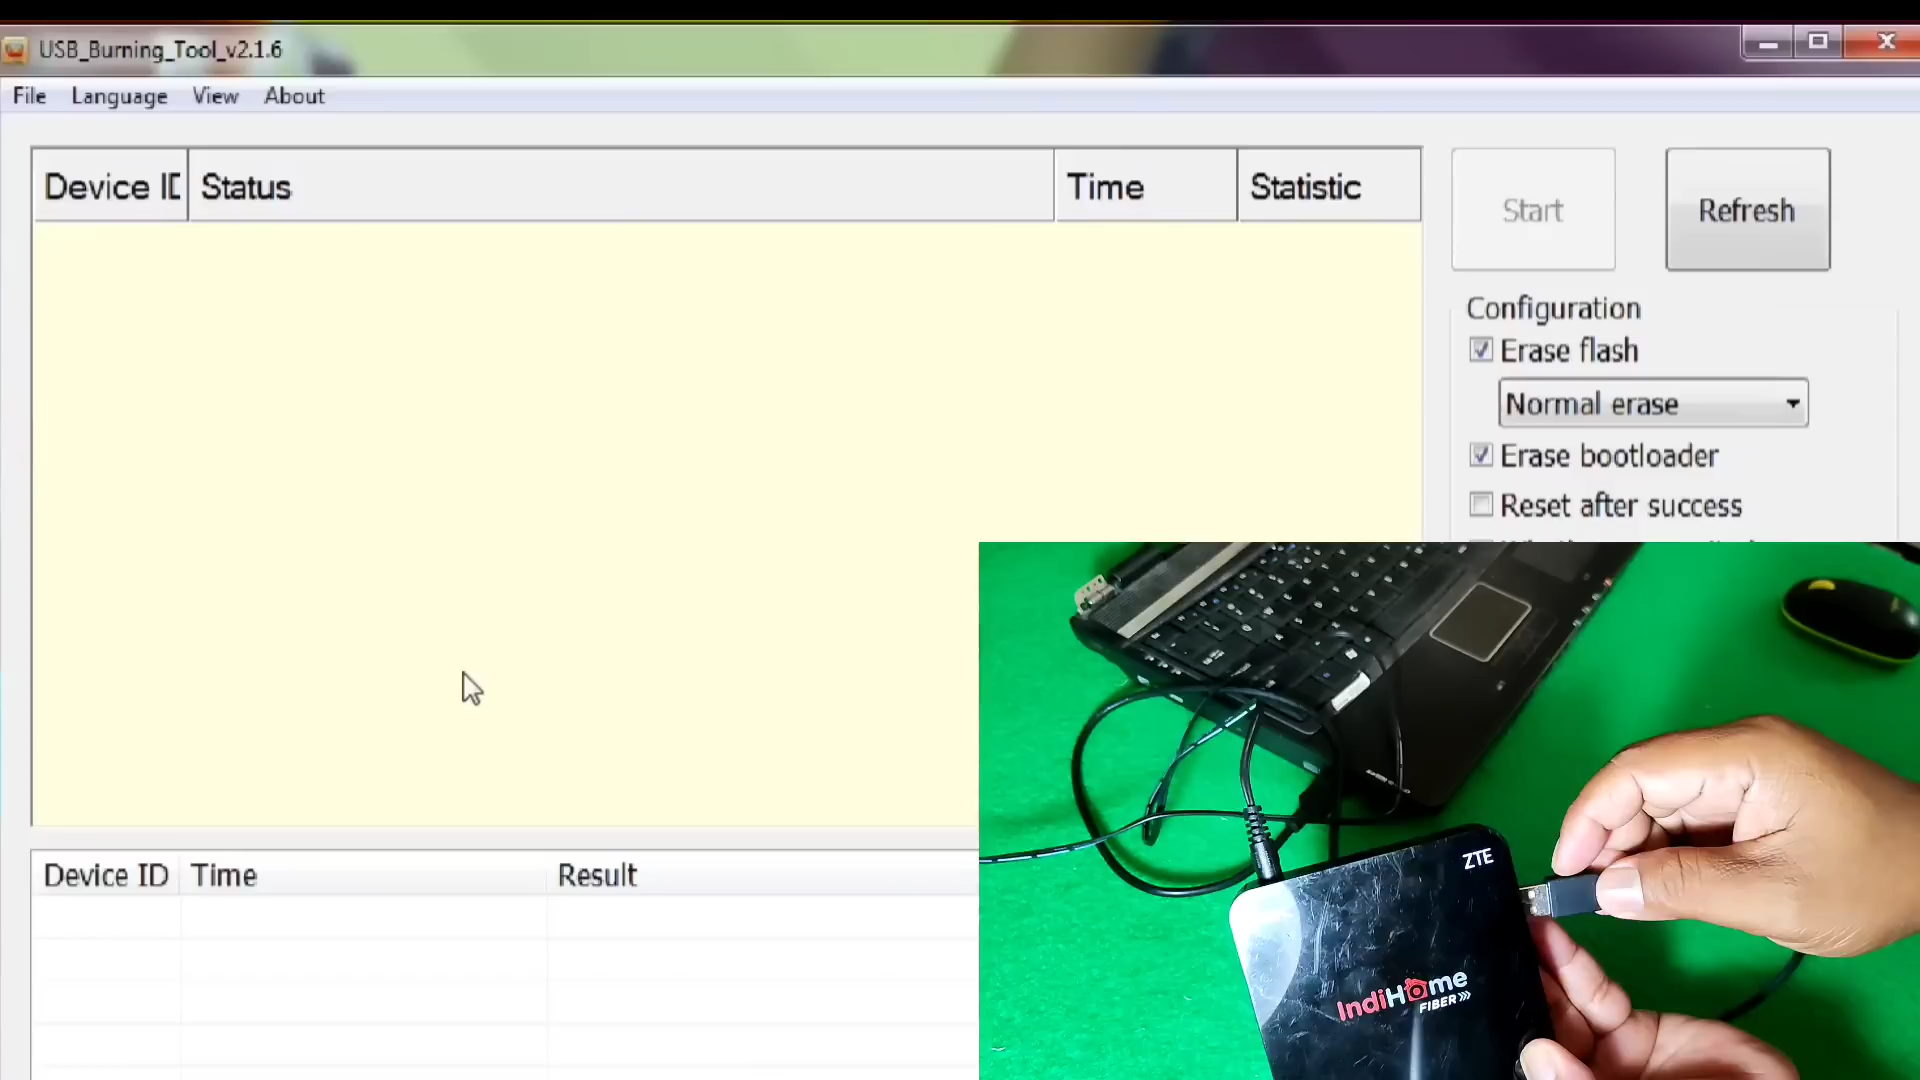 USB_Burning_Tool_v2.1.6
File Language View About
Device ID Status Time Statistic
Start Refresh
Configuration
Erase flash
Normal erase
Erase bootloader
Reset after success
Device ID Time Result
ZTE
IndiHome
FIBER